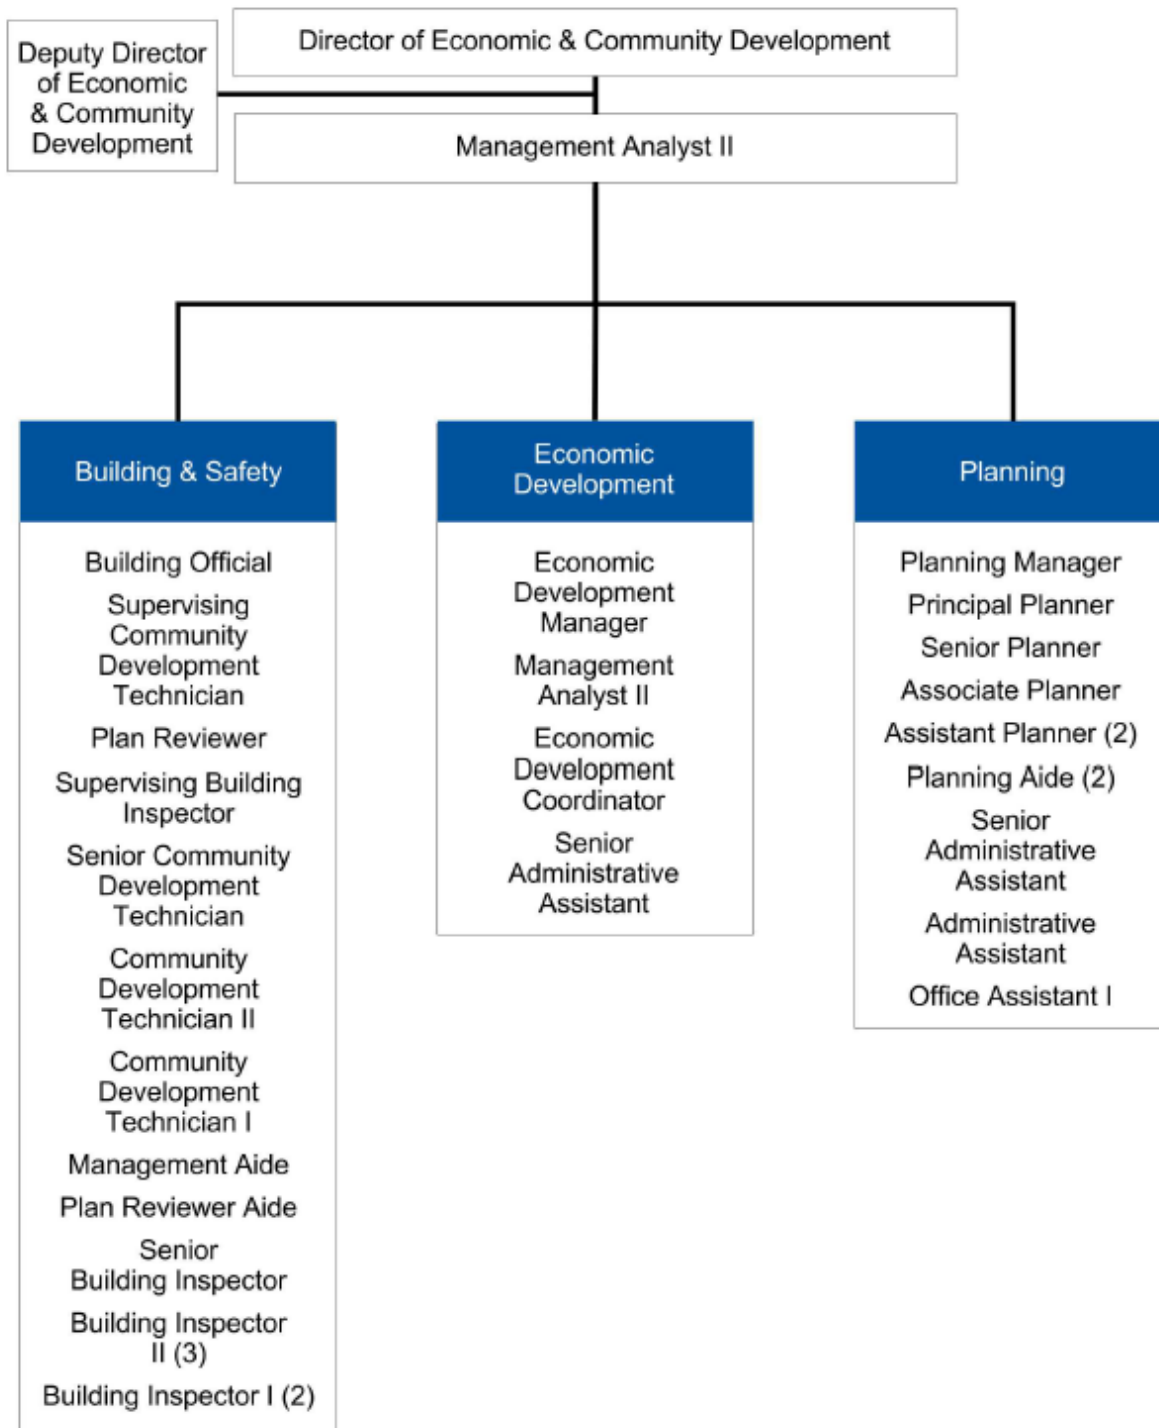 Director of Economic & Community Development
Deputy Director
of Economic
& Community
Development
Management Analyst II
Building & Safety
Building Official
Supervising
Community
Development
Technician
Plan Reviewer
Supervising Building
Inspector
Senior Community
Development
Technician
Community
Development
Technician II
Community
Development
Technician I
Management Aide
Plan Reviewer Aide
Senior
Building Inspector
Building Inspector
II (3)
Building Inspector I (2)
Economic
Development
Economic
Development
Manager
Management
Analyst II
Economic
Development
Coordinator
Senior
Administrative
Assistant
Planning
Planning Manager
Principal Planner
Senior Planner
Associate Planner
Assistant Planner (2)
Planning Aide (2)
Senior
Administrative
Assistant
Administrative
Assistant
Office Assistant I